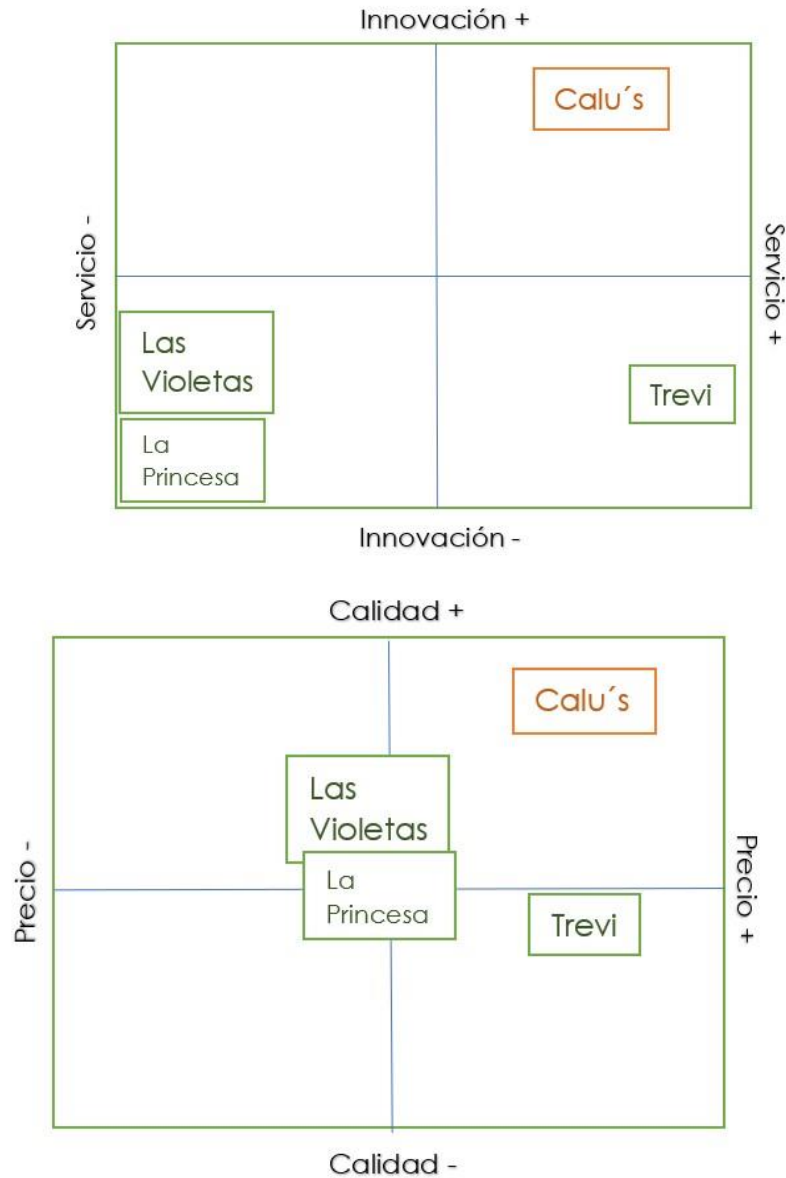 Innovación +
Calu´s
Servicio -
Servicio +
Las
Violetas
Trevi
La
Princesa
Innovación -
Calidad +
Calu´s
Las
Violetas
Precio -
Precio +
La
Princesa
Trevi
Calidad -